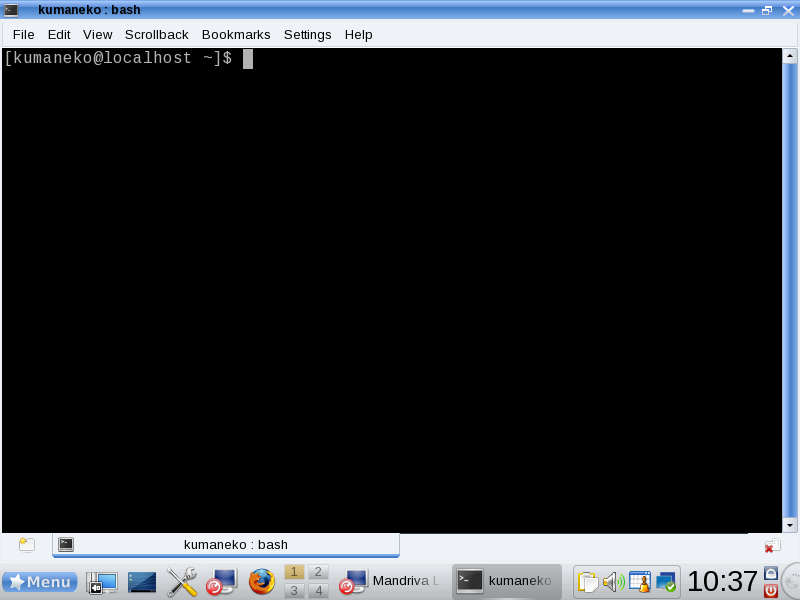 kumaneko : bash
File Edit View Scrollback Bookmarks Settings Help
[kumaneko@localhost ~]$
kumaneko : bash
Menu 1 2 3 4 Mandriva L kumaneko 10:37